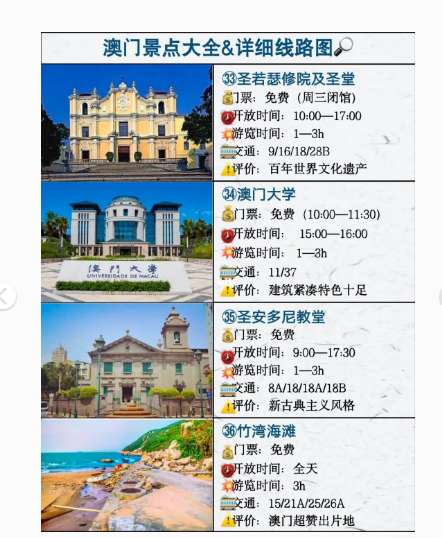 澳门景点大全&详细线路图
㉝圣若瑟修院及圣堂
门票：免费（周三闭馆）
开放时间：10:00—17:00
游览时间：1—3h
交通：9/16/18/28B
评价：百年世界文化遗产
㉞澳门大学
门票：免费（10:00—11:30）
开放时间： 15:00—16:00
游览时间： 1—3h
交通：11/37
评价：建筑紧凑特色十足
澳門大學
UNIVERSIDADE DE MACAU
㉟圣安多尼教堂
门票：免费
开放时间：9:00—17:30
游览时间：1—3h
交通：8A/18/18A/18B
评价：新古典主义风格
㊱竹湾海滩
门票：免费
开放时间：全天
游览时间：3h
交通：15/21A/25/26A
评价：澳门超赞出片地